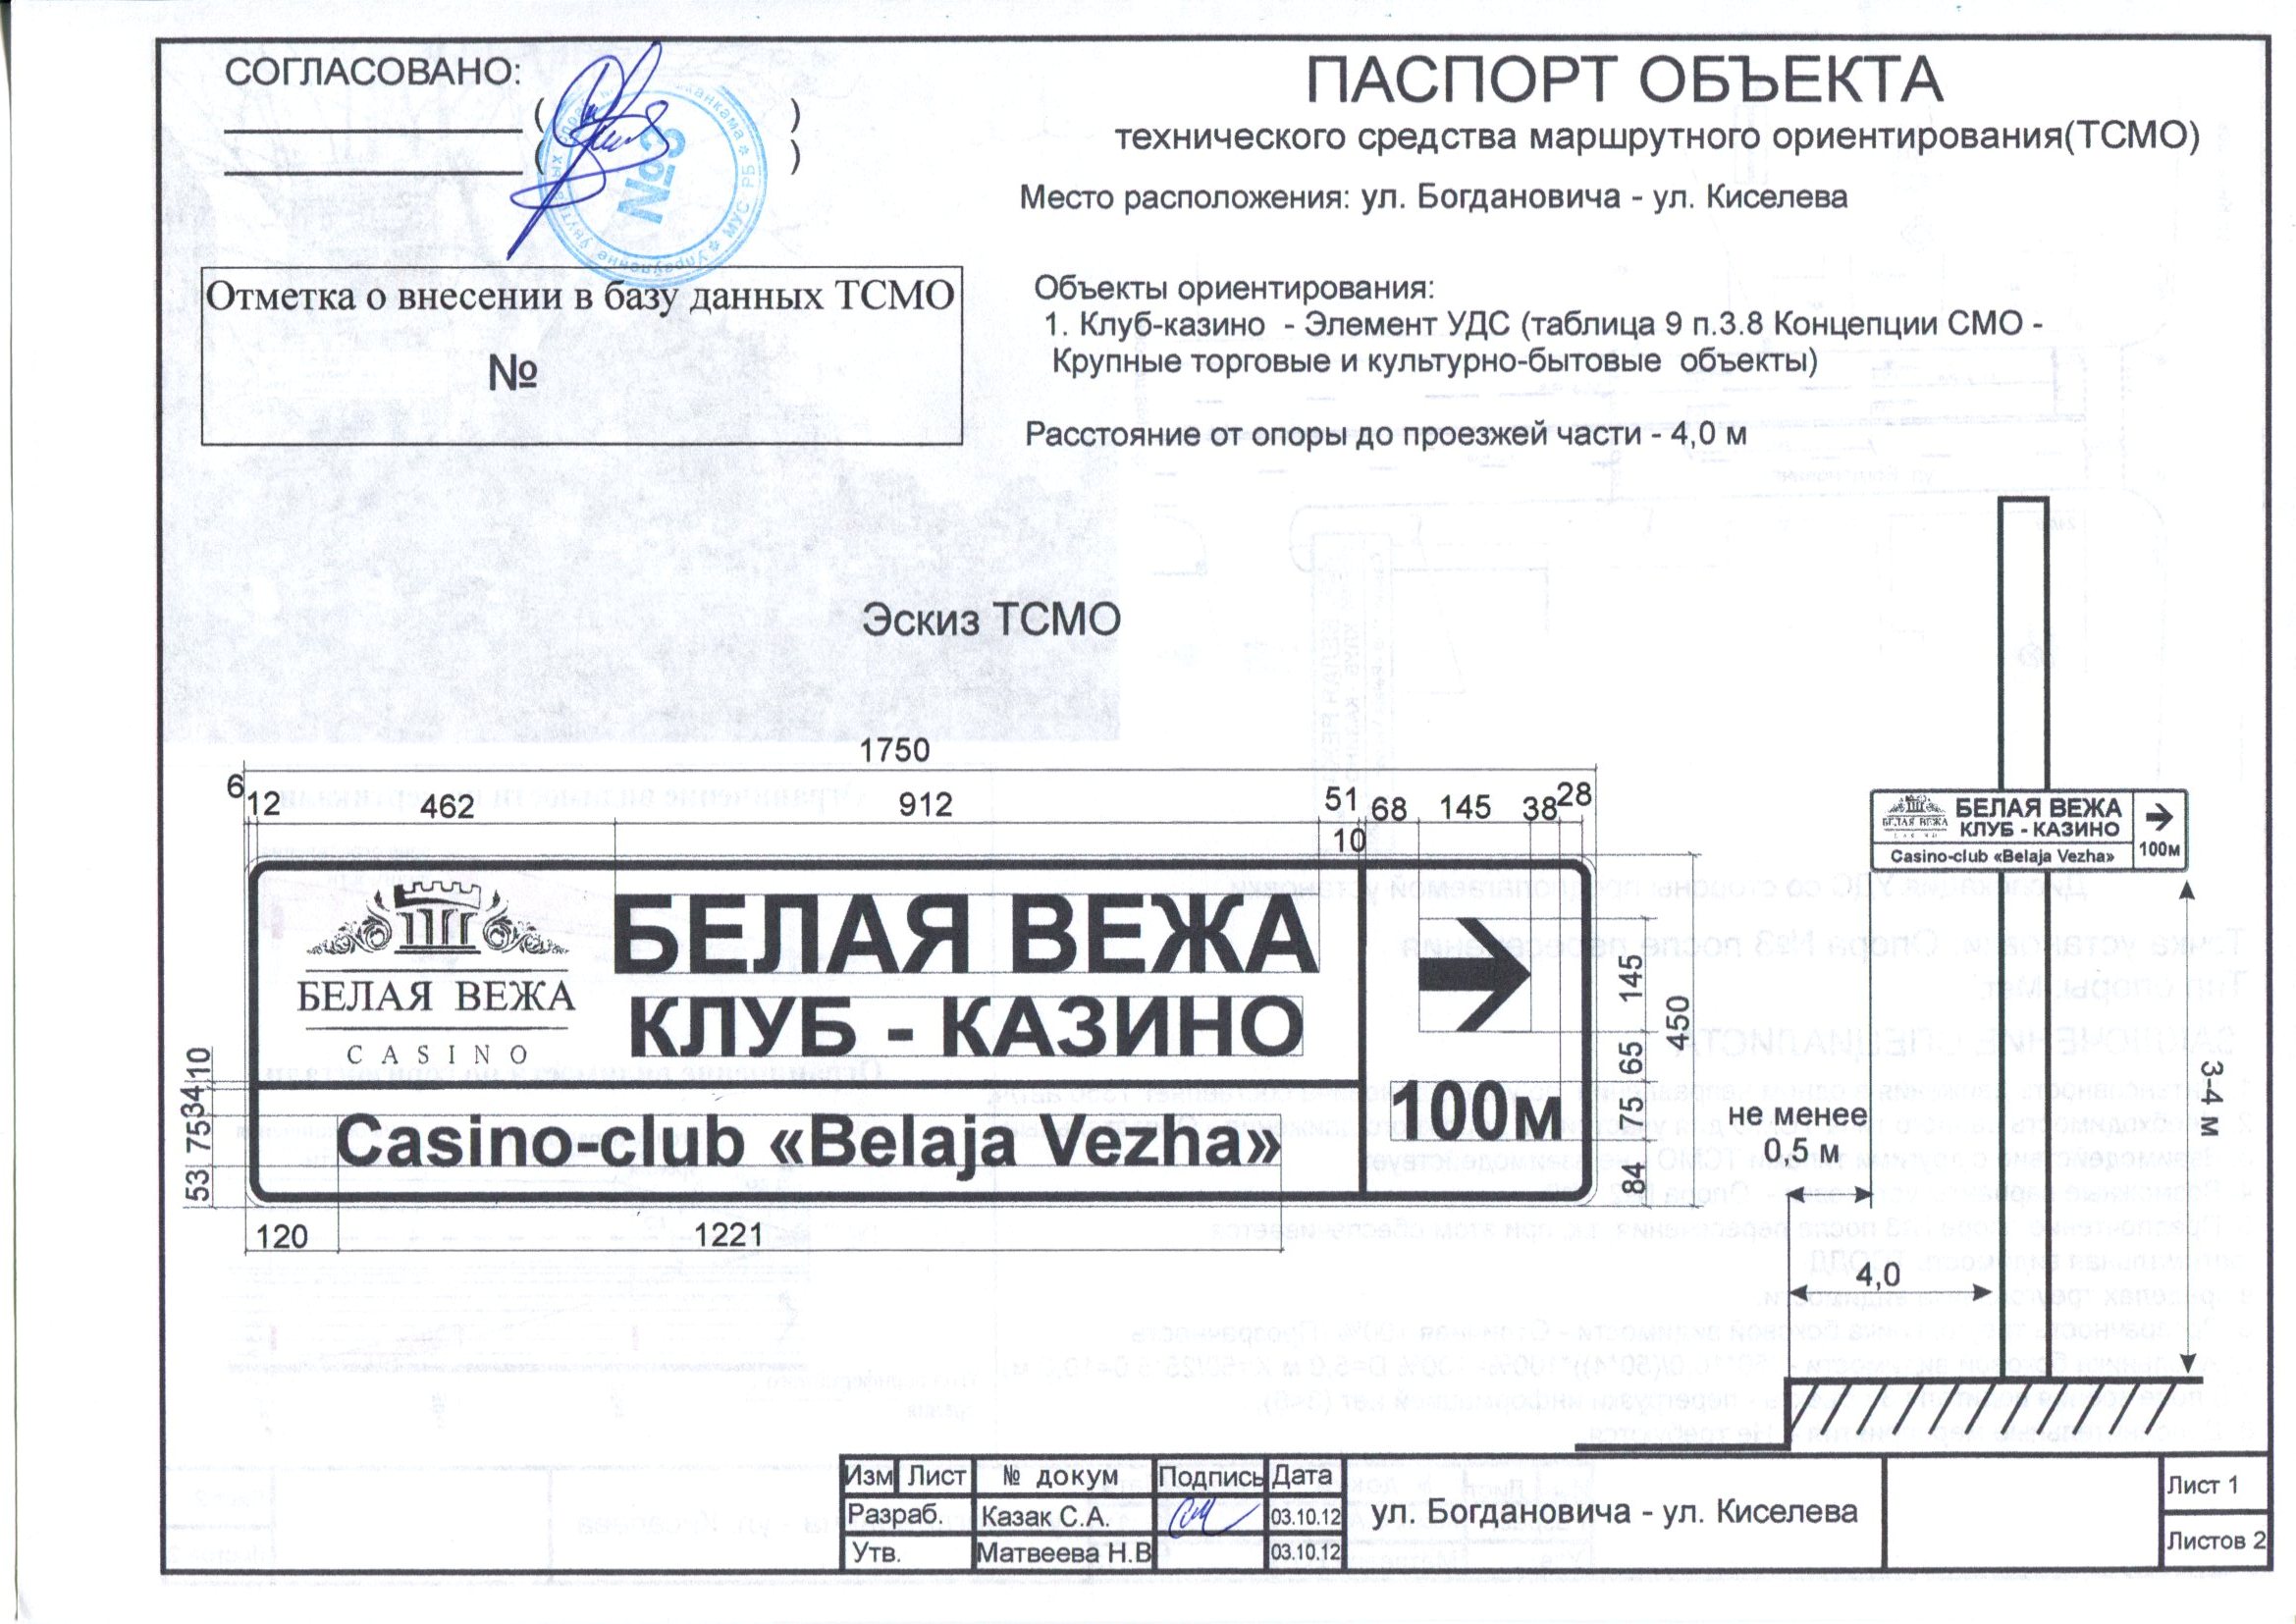 СОГЛАСОВАНО:
( )
( )
№3
МУС РБ
Отметка о внесении в базу данных ТСМО
№
ПАСПОРТ ОБЪЕКТА
технического средства маршрутного ориентирования(ТСМО)
Место расположения: ул. Богдановича - ул. Киселева
Объекты ориентирования:
1. Клуб-казино - Элемент УДС (таблица 9 п.3.8 Концепции СМО -
Крупные торговые и культурно-бытовые объекты)
Расстояние от опоры до проезжей части - 4,0 м
Эскиз ТСМО
1750
6 12 462 912 51 10 68 145 38 28
БЕЛАЯ ВЕЖА
CASINO
БЕЛАЯ ВЕЖА
КЛУБ - КАЗИНО
Casino-club «Belaja Vezha»
100м
10
34
75
53
120 1221
145
65
75
84
450
БЕЛАЯ ВЕЖА
БЕЛАЯ ВЕЖА
КЛУБ - КАЗИНО
Casino-club «Belaja Vezha»
100м
3-4 м
не менее
0,5 м
4,0
Изм Лист № докум Подпись Дата
Разраб. Казак С.А. 03.10.12
Утв. Матвеева Н.В 03.10.12
ул. Богдановича - ул. Киселева
Лист 1
Листов 2